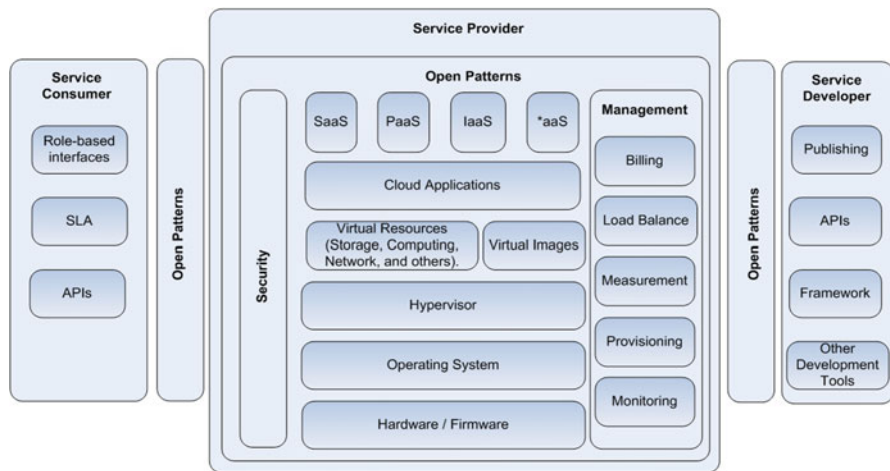 Service Provider
Service
Consumer
Role-based
interfaces
SLA
APIs
Open Patterns
Open Patterns
Security
SaaS
PaaS
IaaS
*aaS
Cloud Applications
Virtual Resources
(Storage, Computing,
Network, and others).
Virtual Images
Hypervisor
Operating System
Hardware / Firmware
Management
Billing
Load Balance
Measurement
Provisioning
Monitoring
Open Patterns
Service
Developer
Publishing
APIs
Framework
Other
Development
Tools